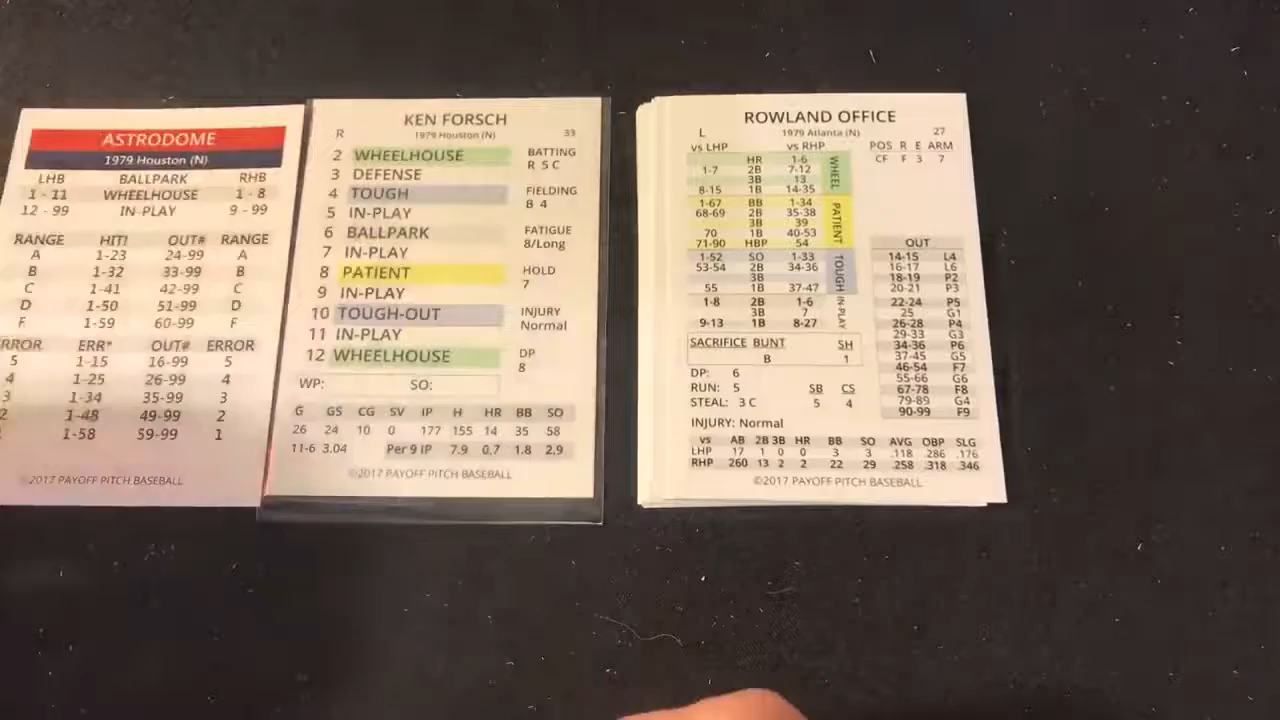 ASTRODOME
1979 Houston (N)
LHB BALLPARK RHB
1 - 11 WHEELHOUSE 1 - 8
12 - 99 IN-PLAY 9 - 99
RANGE HIT! OUT# RANGE
A 1-23 24-99 A
B 1-32 33-99 B
C 1-41 42-99 C
D 1-50 51-99 D
F 1-59 60-99 F
ERROR ERR* OUT# ERROR
5 1-15 16-99 5
4 1-25 26-99 4
3 1-34 35-99 3
2 1-48 49-99 2
1-58 59-99 1
©2017 PAYOFF PITCH BASEBALL
KEN FORSCH
R 1979 Houston (N) 33
2 WHEELHOUSE
3 DEFENSE
4 TOUGH
5 IN-PLAY
6 BALLPARK
7 IN-PLAY
8 PATIENT
9 IN-PLAY
10 TOUGH-OUT
11 IN-PLAY
12 WHEELHOUSE
BATTING
R 5 C
FIELDING
B 4
FATIGUE
8/Long
HOLD
7
INJURY
Normal
DP
8
WP: SO:
G GS CG SV IP H HR BB SO
26 24 10 0 177 155 14 35 58
11-6 3.04 Per 9 IP 7.9 0.7 1.8 2.9
©2017 PAYOFF PITCH BASEBALL
ROWLAND OFFICE
L 1979 Atlanta (N) 27
vs LHP vs RHP
HR 1-6
1-7 2B 7-12
3B 13
8-15 1B 14-35
WHEEL
1-67 BB 1-34
68-69 2B 35-38
3B 39
70 1B 40-53
71-90 HBP 54
PATIENT
1-52 SO 1-33
53-54 2B 34-36
3B
55 1B 37-47
TOUGH
1-8 2B 1-6
3B 7
9-13 1B 8-27
IN-PLAY
POS R E ARM
CF F 3 7
OUT
14-15 L4
16-17 L6
18-19 P2
20-21 P3
22-24 P5
25 G1
26-28 P4
29-33 G3
34-36 P6
37-45 G5
46-54 F7
55-66 G6
67-78 F8
79-89 G4
90-99 F9
SACRIFICE BUNT SH
B 1
DP: 6
RUN: 5 SB CS
STEAL: 3 C 5 4
INJURY: Normal
vs AB 2B 3B HR BB SO AVG OBP SLG
LHP 17 1 0 0 3 3 .118 .286 .176
RHP 260 13 2 2 22 29 .258 .318 .346
©2017 PAYOFF PITCH BASEBALL